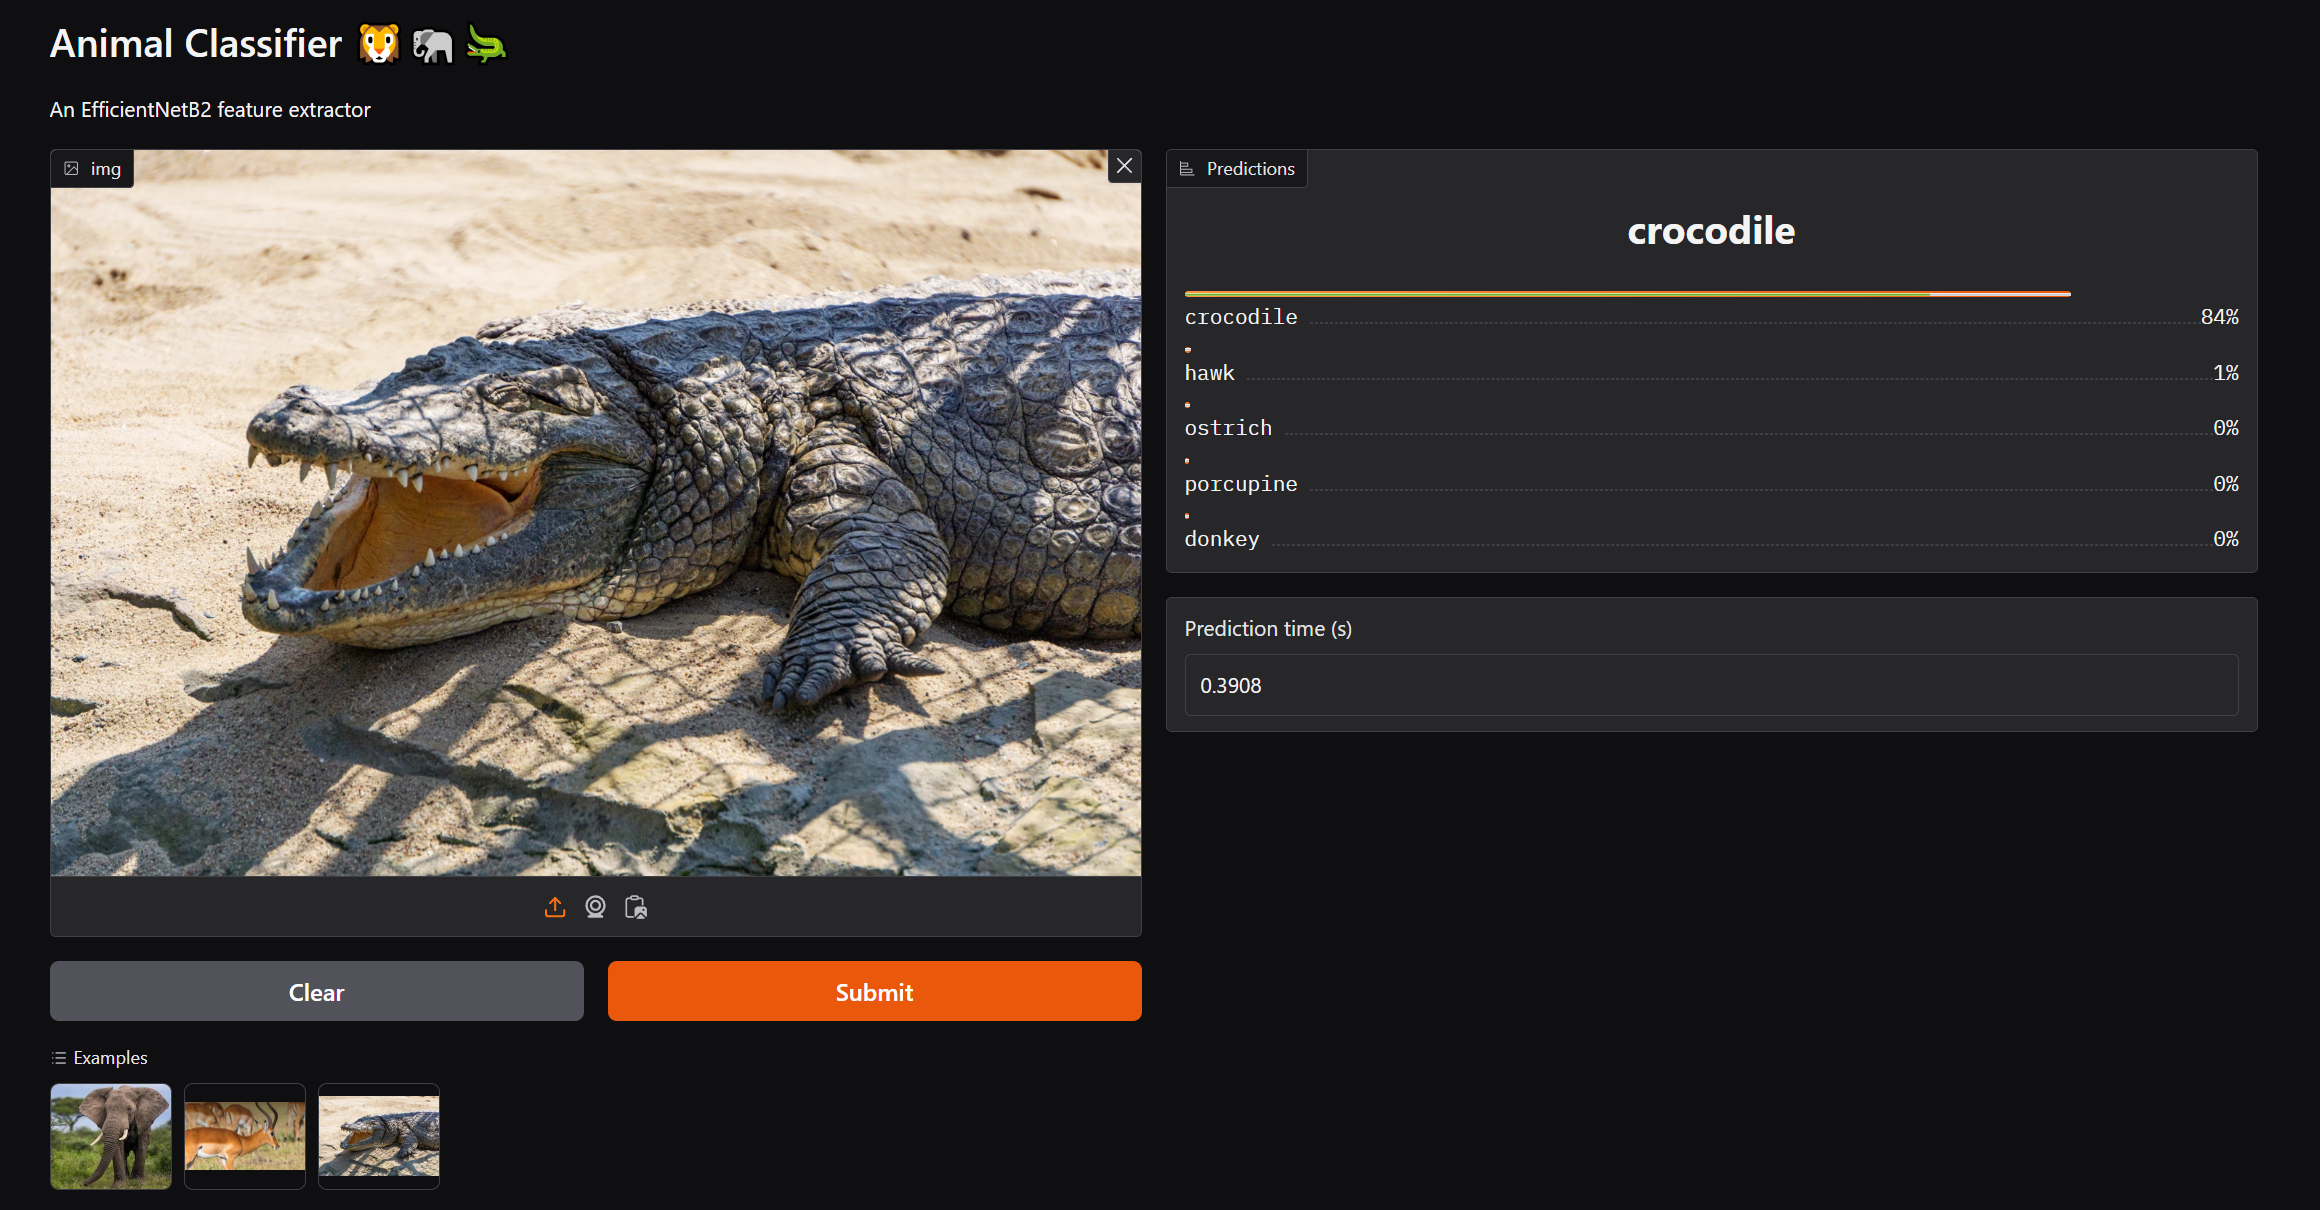 Animal Classifier 🦁 🐘 🐊
An EfficientNetB2 feature extractor
img
Predictions
crocodile
crocodile 84%
hawk 1%
ostrich 0%
porcupine 0%
donkey 0%
Prediction time (s)
0.3908
Clear
Submit
Examples